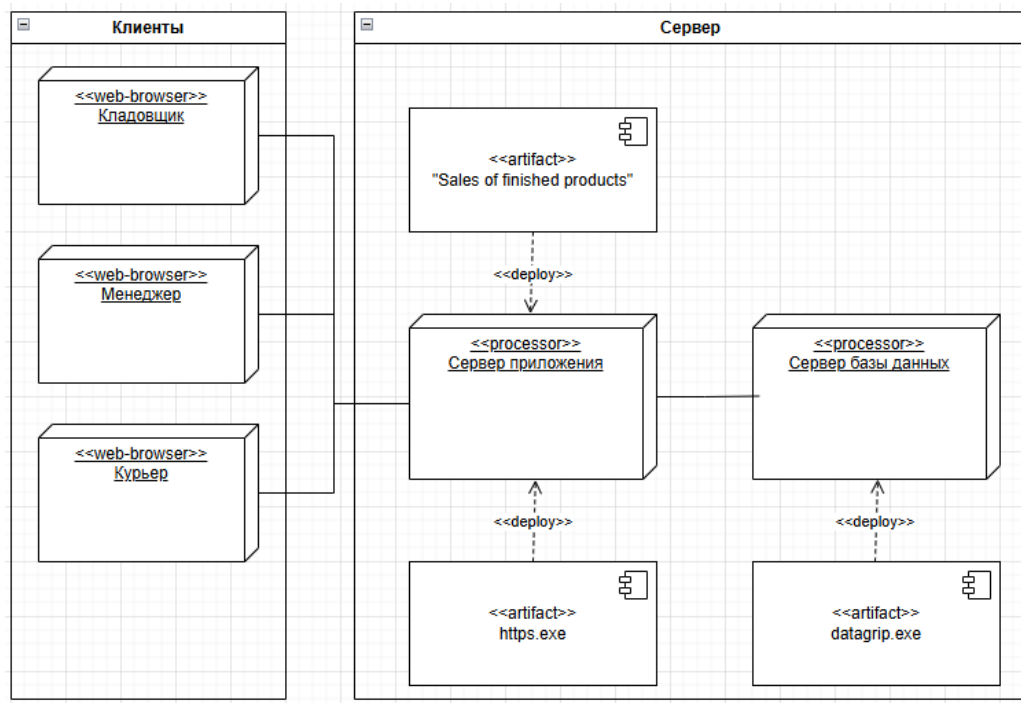 Клиенты
<<web-browser>>
Кладовщик
<<web-browser>>
Менеджер
<<web-browser>>
Курьер
Сервер
<<artifact>>
"Sales of finished products"
<<deploy>>
<<processor>>
Сервер приложения
<<processor>>
Сервер базы данных
<<deploy>>
<<deploy>>
<<artifact>>
https.exe
<<artifact>>
datagrip.exe